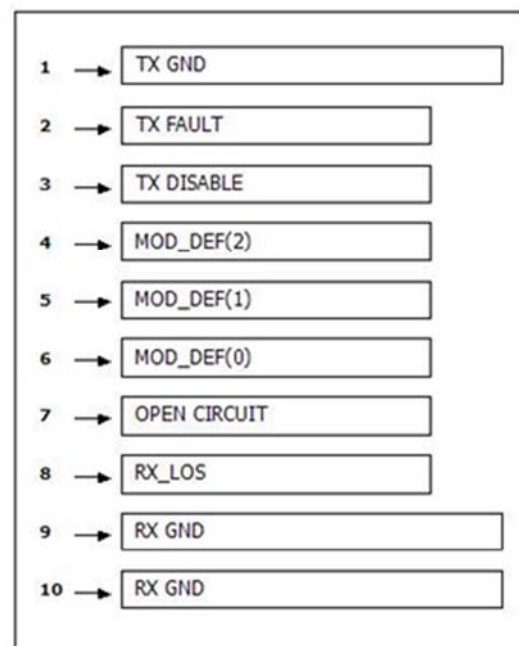 1 TX GND
2 TX FAULT
3 TX DISABLE
4 MOD_DEF(2)
5 MOD_DEF(1)
6 MOD_DEF(0)
7 OPEN CIRCUIT
8 RX_LOS
9 RX GND
10 RX GND